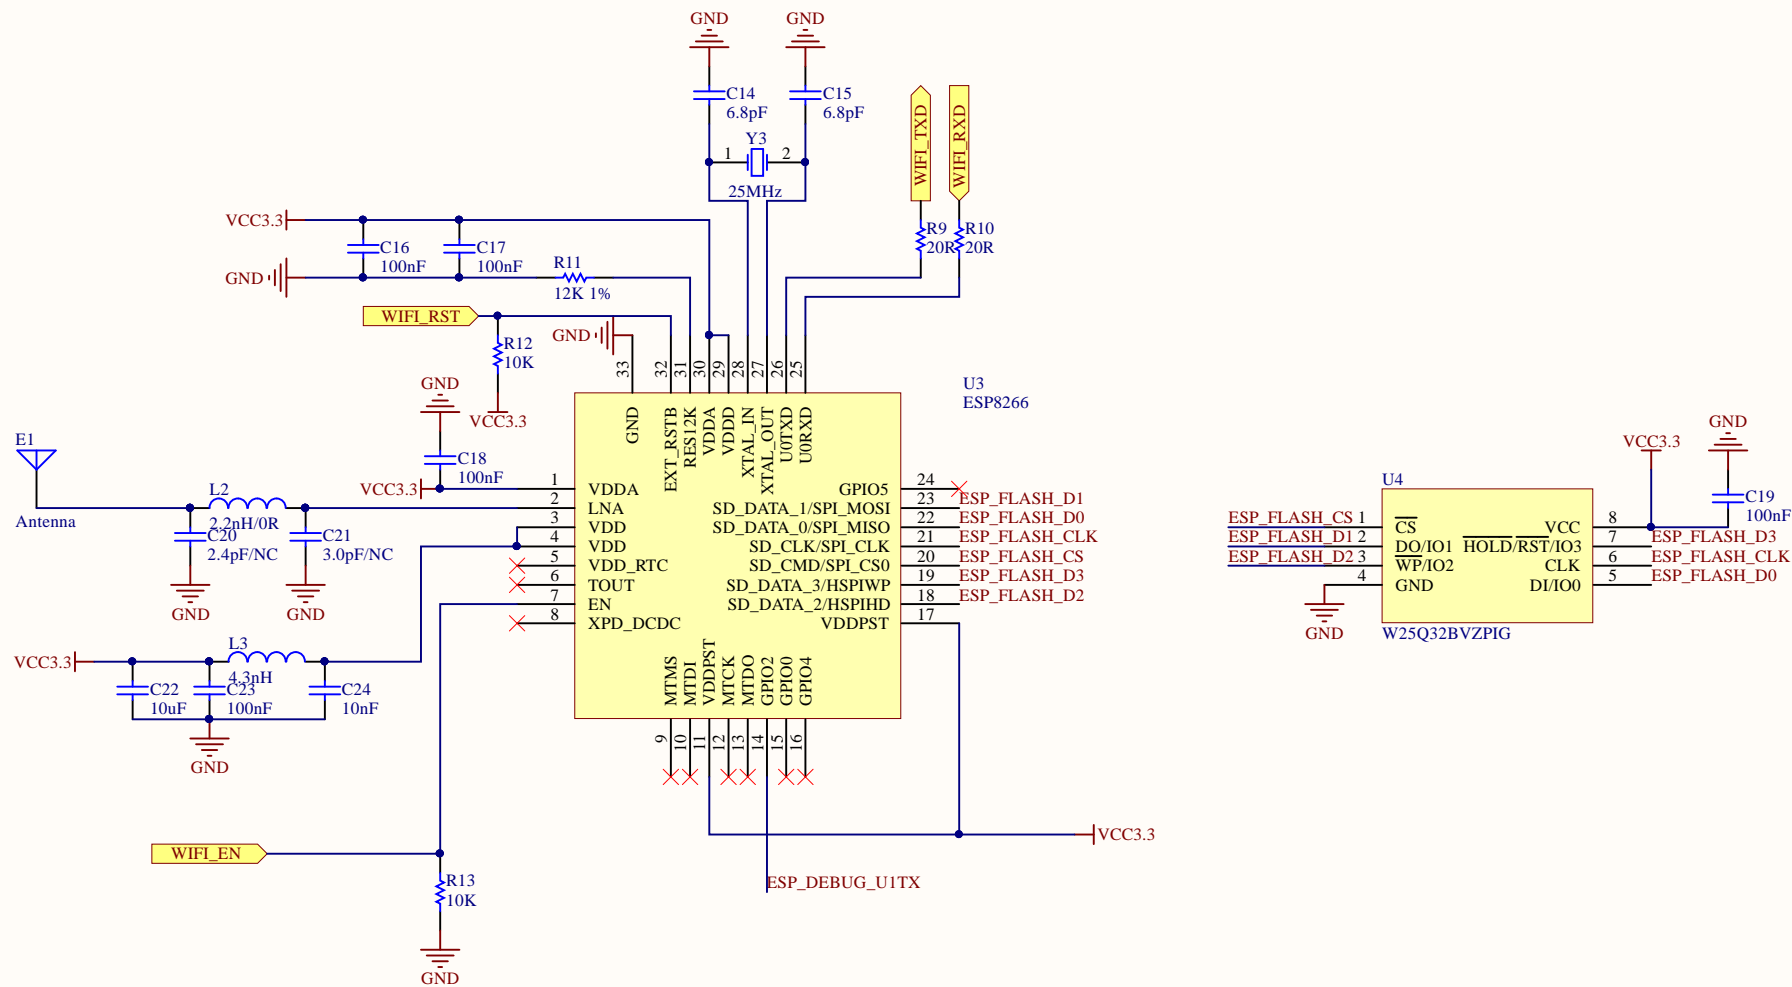 GND
GND
C14
6.8pF
C15
6.8pF
Y3
1
2
25MHz
WIFI_TXD
WIFI_RXD
R9
20R
R10
20R
VCC3.3
C16
100nF
C17
100nF
GND
R11
12K 1%
WIFI_RST
R12
10K
VCC3.3
GND
33
32
31
30
29
28
27
26
25
U3
ESP8266
GND
EXT_RSTB
RES12K
VDDA
VDDD
XTAL_IN
XTAL_OUT
U0TXD
U0RXD
GND
C18
100nF
VCC3.3
E1
Antenna
L2
2.2nH/0R
C20
2.4pF/NC
C21
3.0pF/NC
GND
GND
1 VDDA
2 LNA
3 VDD
4 VDD
5 VDD_RTC
6 TOUT
7 EN
8 XPD_DCDC
GPIO5 24
SD_DATA_1/SPI_MOSI 23 ESP_FLASH_D1
SD_DATA_0/SPI_MISO 22 ESP_FLASH_D0
SD_CLK/SPI_CLK 21 ESP_FLASH_CLK
SD_CMD/SPI_CS0 20 ESP_FLASH_CS
SD_DATA_3/HSPIWP 19 ESP_FLASH_D3
SD_DATA_2/HSPIHD 18 ESP_FLASH_D2
VDDPST 17
MTMS
MTDI
VDDPST
MTCK
MTDO
GPIO2
GPIO0
GPIO4
9
10
11
12
13
14
15
16
VCC3.3
L3
4.3nH
C22
10uF
C23
100nF
C24
10nF
GND
WIFI_EN
R13
10K
GND
ESP_DEBUG_U1TX
VCC3.3
VCC3.3
GND
C19
100nF
U4
ESP_FLASH_CS 1 CS
ESP_FLASH_D1 2 DO/IO1
ESP_FLASH_D2 3 WP/IO2
4 GND
VCC 8
HOLD/RST/IO3 7 ESP_FLASH_D3
CLK 6 ESP_FLASH_CLK
DI/IO0 5 ESP_FLASH_D0
GND
W25Q32BVZPIG